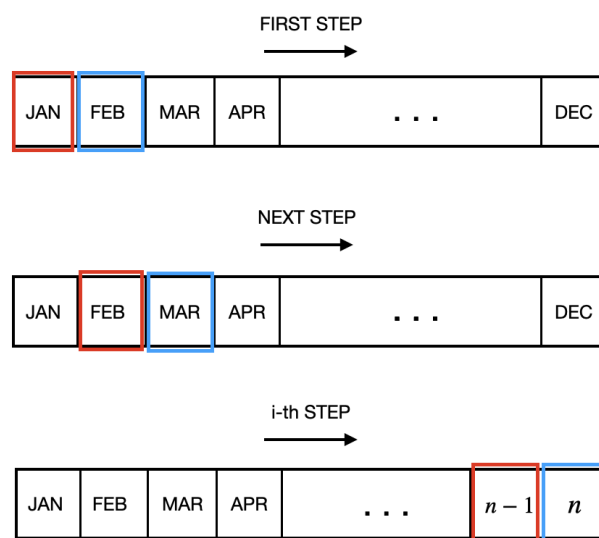 FIRST STEP
JAN FEB MAR APR . . . DEC
NEXT STEP
JAN FEB MAR APR . . . DEC
i-th STEP
JAN FEB MAR APR . . . n − 1 n